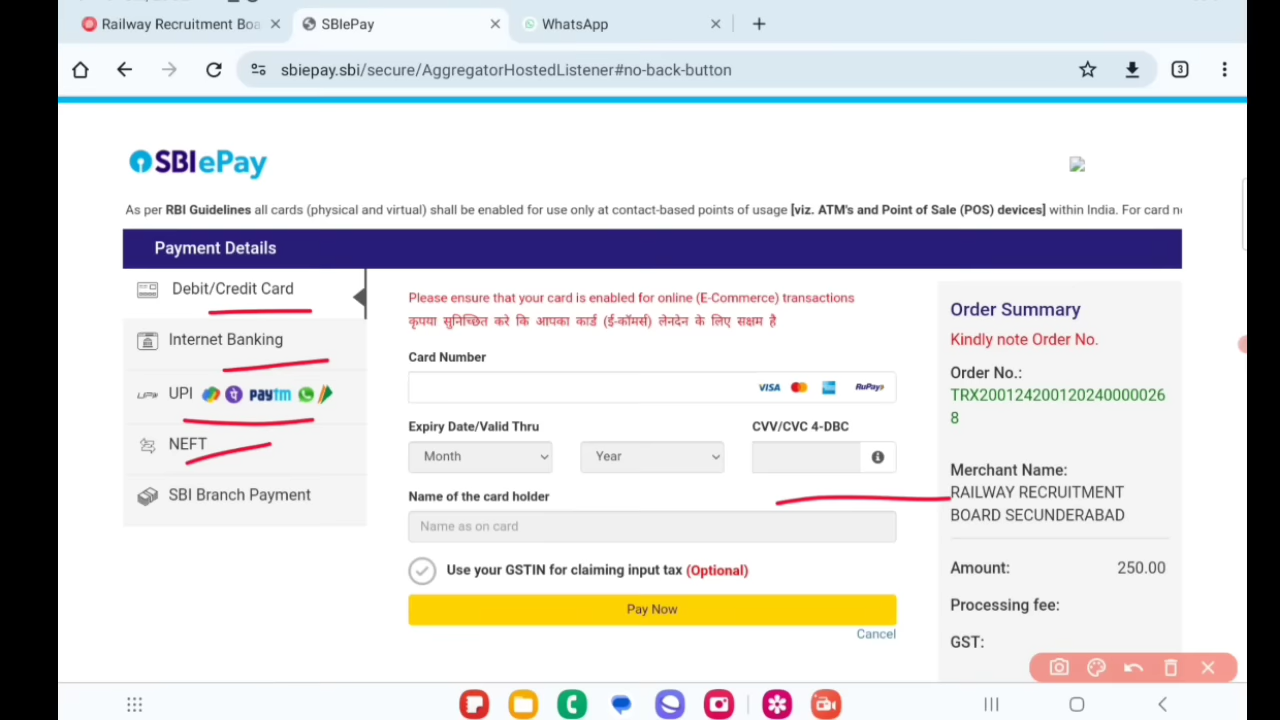 Railway Recruitment Boa
SBIePay
WhatsApp
sbiepay.sbi/secure/AggregatorHostedListener#no-back-button
3
SBIePay
As per RBI Guidelines all cards (physical and virtual) shall be enabled for use only at contact-based points of usage [viz. ATM's and Point of Sale (POS) devices] within India. For card n
Payment Details
Debit/Credit Card
Internet Banking
UPI paytm
NEFT
SBI Branch Payment
Please ensure that your card is enabled for online (E-Commerce) transactions
कृपया सुनिच्छित करे कि आपका कार्ड (ई-कॉमर्स) लेनदेन के लिए सक्षम है
Card Number
VISA RuPay
Expiry Date/Valid Thru
CVV/CVC 4-DBC
Month
Year
Name of the card holder
Name as on card
Use your GSTIN for claiming input tax (Optional)
Pay Now
Cancel
Order Summary
Kindly note Order No.
Order No.:
TRX2001242001202400000026
8
Merchant Name:
RAILWAY RECRUITMENT
BOARD SECUNDERABAD
Amount: 250.00
Processing fee:
GST: